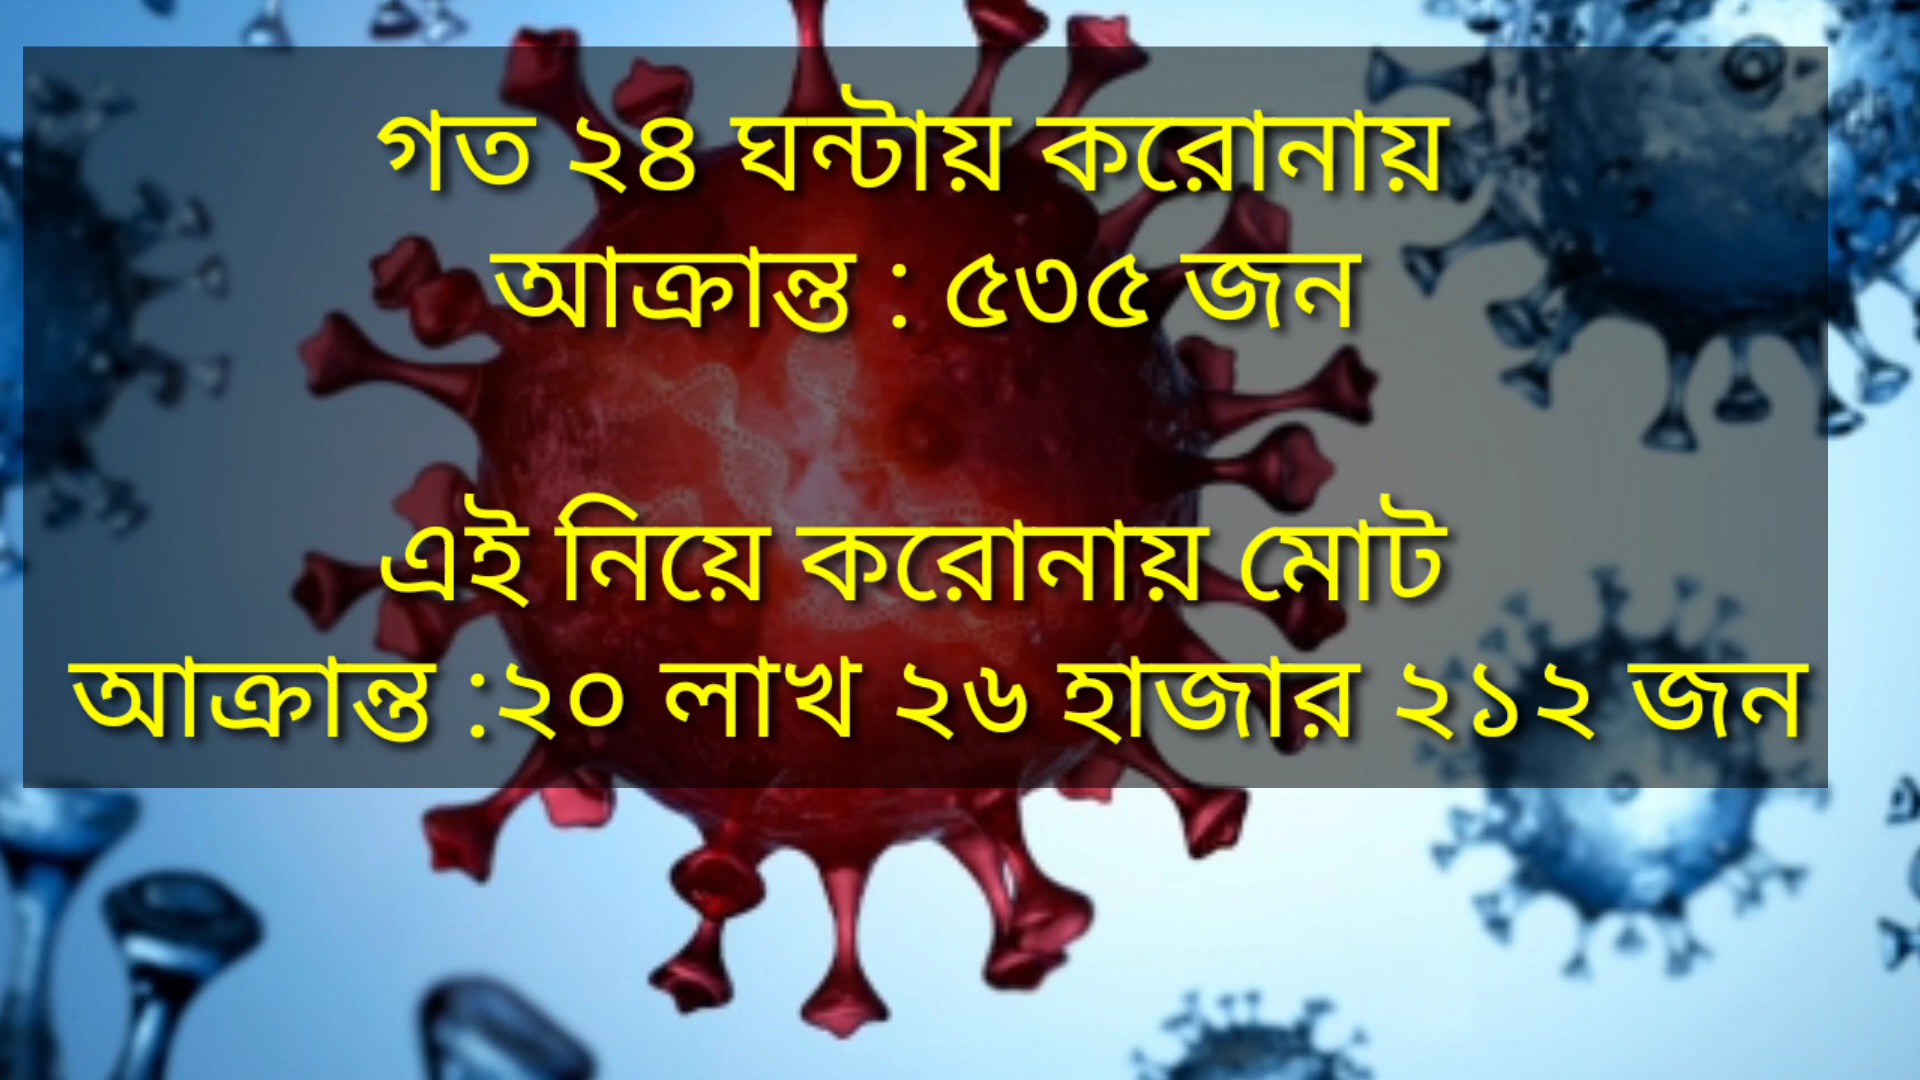 গত ২৪ ঘন্টায় করোনায়
আক্রান্ত : ৫৩৫ জন
এই নিয়ে করোনায় মোট
আক্রান্ত :২০ লাখ ২৬ হাজার ২১২ জন